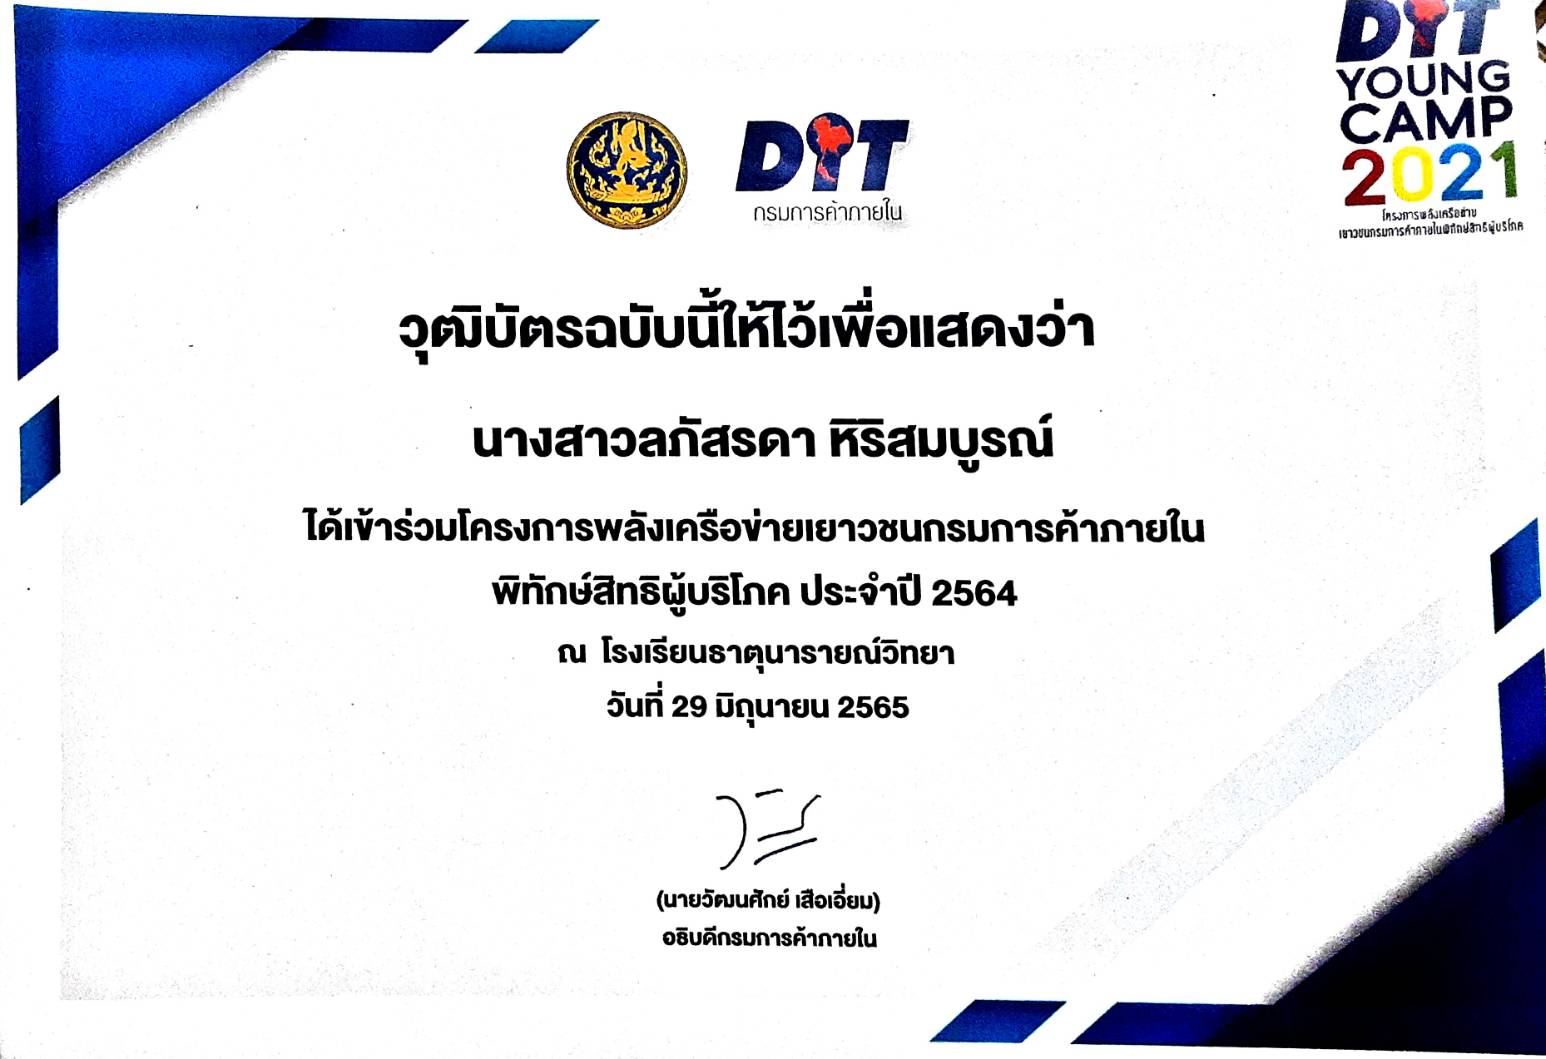 DIT
YOUNG
CAMP
2021
โครงการพลังเครือข่าย
เยาวชนกรมการค้าภายในพิทักษ์สิทธิผู้บริโภค
DIT
กรมการค้าภายใน
วุฒิบัตรฉบับนี้ให้ไว้เพื่อแสดงว่า
นางสาวลภัสรดา หิริสมบูรณ์
ได้เข้าร่วมโครงการพลังเครือข่ายเยาวชนกรมการค้าภายใน
พิทักษ์สิทธิผู้บริโภค ประจำปี 2564
ณ โรงเรียนธาตุนารายณ์วิทยา
วันที่ 29 มิถุนายน 2565
(นายวัฒนศักย์ เสือเอี่ยม)
อธิบดีกรมการค้าภายใน